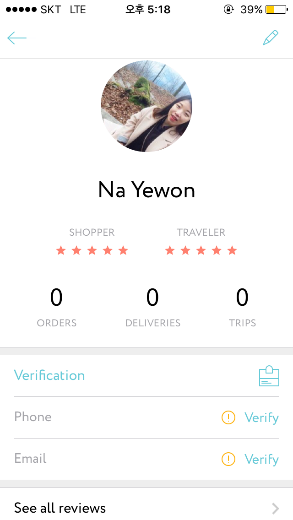 SKT LTE 오후 5:18 39%
Na Yewon
SHOPPER TRAVELER
0 0 0
ORDERS DELIVERIES TRIPS
Verification
Phone Verify
Email Verify
See all reviews